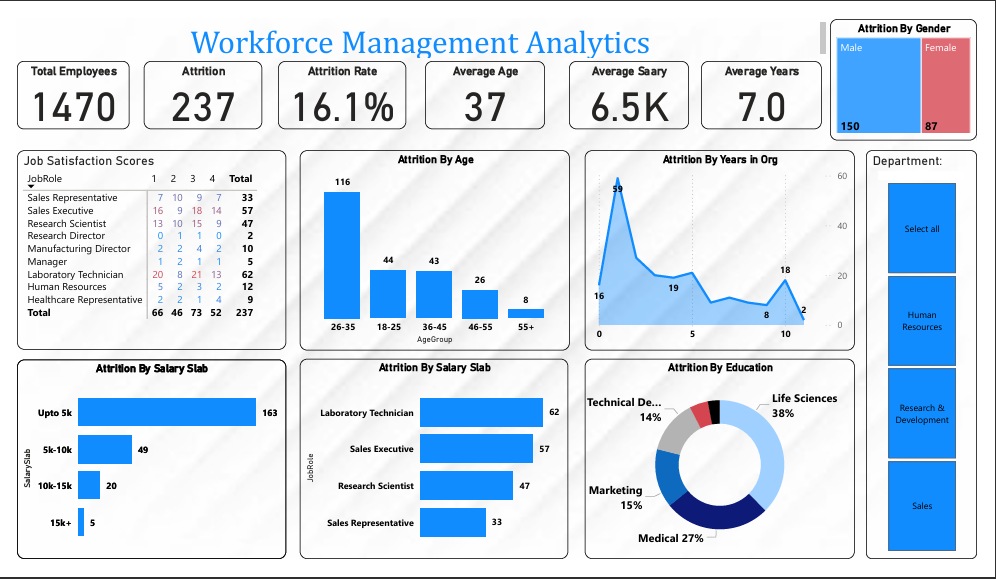 Workforce Management Analytics
Attrition By Gender
Male
Female
150
87
Total Employees
1470
Attrition
237
Attrition Rate
16.1%
Average Age
37
Average Saary
6.5K
Average Years
7.0
Job Satisfaction Scores
JobRole 1 2 3 4 Total
Sales Representative 7 10 9 7 33
Sales Executive 16 9 18 14 57
Research Scientist 13 10 15 9 47
Research Director 0 1 1 0 2
Manufacturing Director 2 2 4 2 10
Manager 1 2 1 1 5
Laboratory Technician 20 8 21 13 62
Human Resources 5 2 2 3 12
Healthcare Representative 2 2 1 4 9
Total 66 46 73 52 237
Attrition By Age
116
44
43
26
8
26-35 18-25 36-45 46-55 55+
AgeGroup
Attrition By Years in Org
60
40
20
0
59
16
19
8
18
2
0 5 10
Department:
Select all
Human
Resources
Research &
Development
Sales
Attrition By Salary Slab
SalarySlab
Upto 5k 163
5k-10k 49
10k-15k 20
15k+ 5
Attrition By Salary Slab
JobRole
Laboratory Technician 62
Sales Executive 57
Research Scientist 47
Sales Representative 33
Attrition By Education
Life Sciences
38%
Technical De...
14%
Marketing
15%
Medical 27%